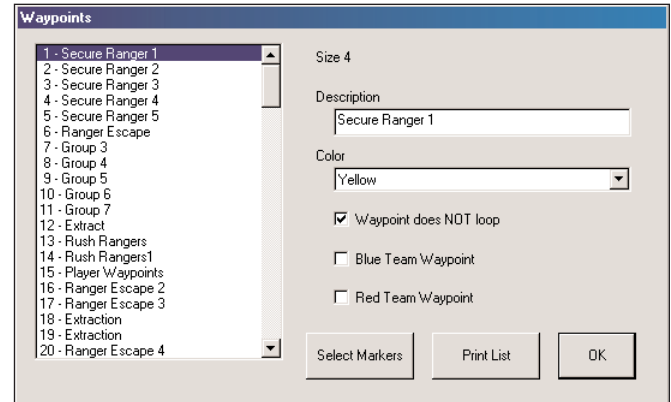 Waypoints
1 - Secure Ranger 1
2 - Secure Ranger 2
3 - Secure Ranger 3
4 - Secure Ranger 4
5 - Secure Ranger 5
6 - Ranger Escape
7 - Group 3
8 - Group 4
9 - Group 5
10 - Group 6
11 - Group 7
12 - Extract
13 - Rush Rangers
14 - Rush Rangers1
15 - Player Waypoints
16 - Ranger Escape 2
17 - Ranger Escape 3
18 - Extraction
19 - Extraction
20 - Ranger Escape 4
Size 4
Description
Secure Ranger 1
Color
Yellow
Waypoint does NOT loop
Blue Team Waypoint
Red Team Waypoint
Select Markers
Print List
OK